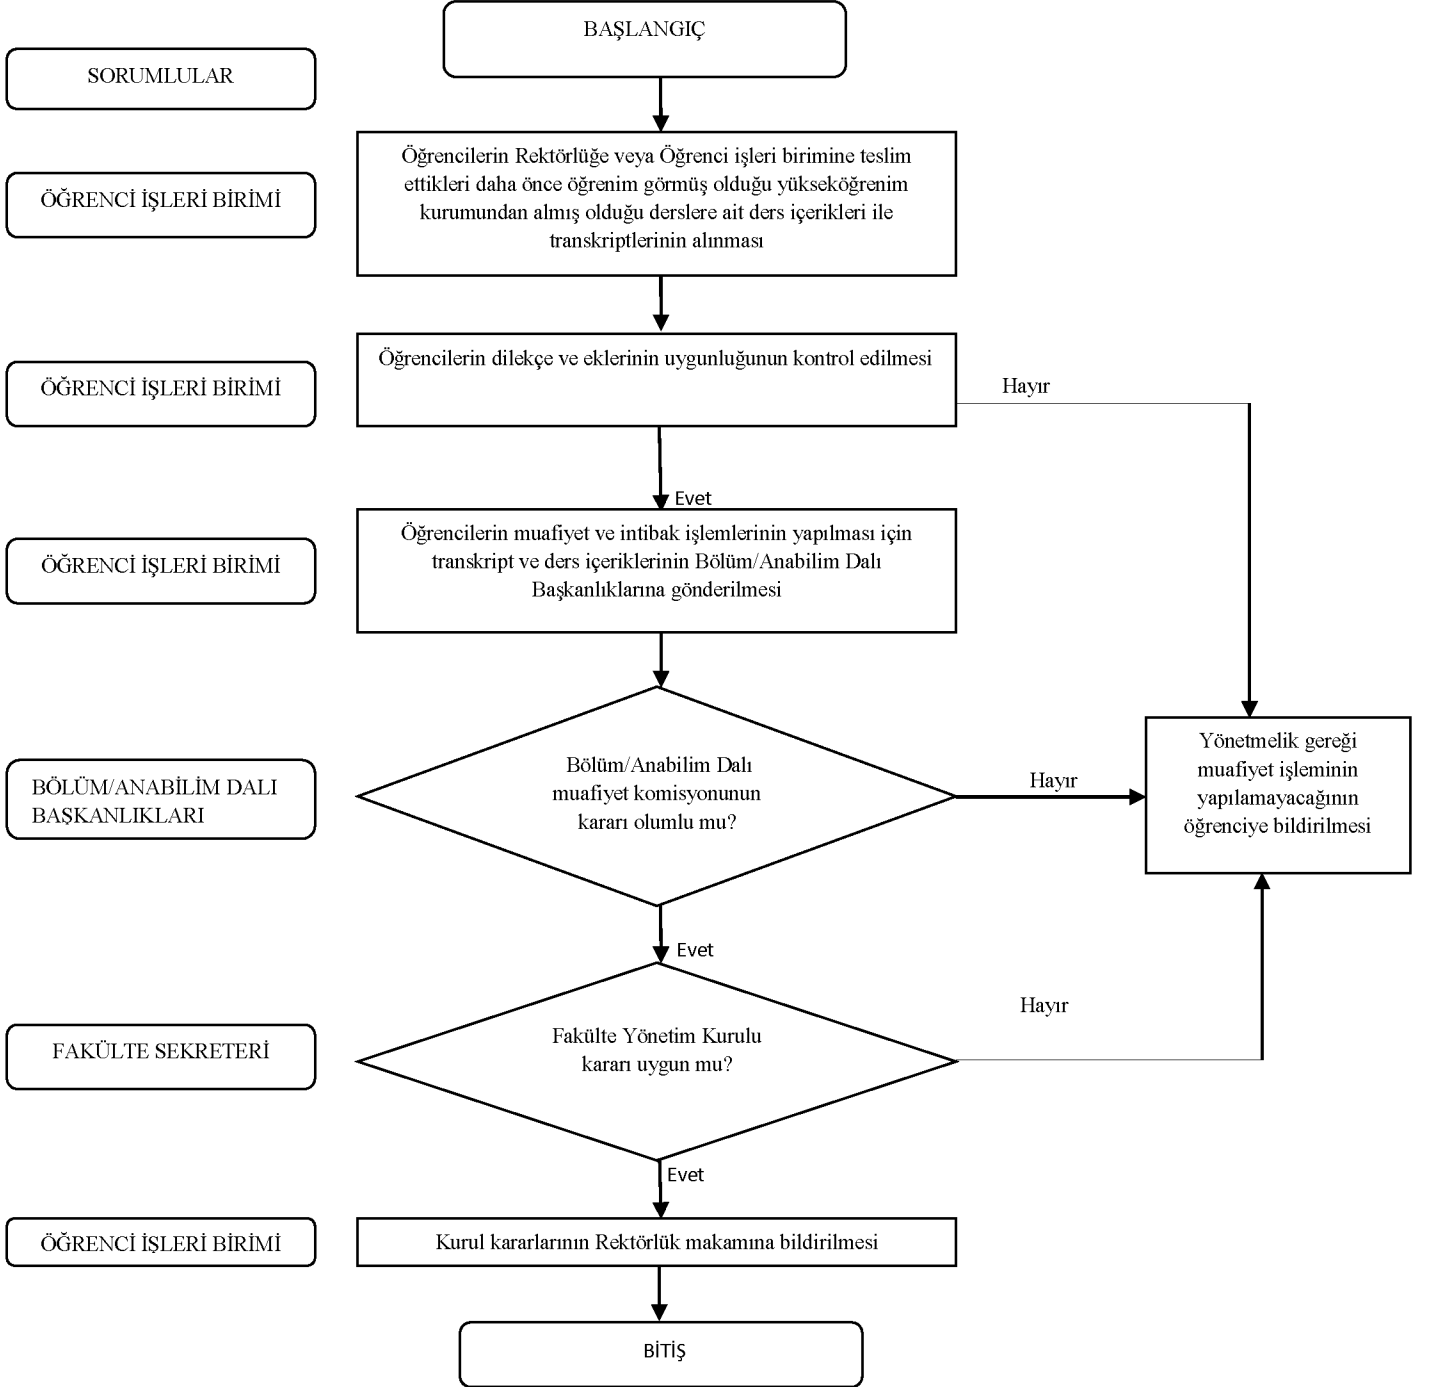 BAŞLANGIÇ
SORUMLULAR
Öğrencilerin Rektörlüğe veya Öğrenci işleri birimine teslim
ettikleri daha önce öğrenim görmüş olduğu yükseköğrenim
kurumundan almış olduğu derslere ait ders içerikleri ile
transkriptlerinin alınması
ÖĞRENCİ İŞLERİ BİRİMİ
Öğrencilerin dilekçe ve eklerinin uygunluğunun kontrol edilmesi
ÖĞRENCİ İŞLERİ BİRİMİ
Hayır
Evet
Öğrencilerin muafiyet ve intibak işlemlerinin yapılması için
transkript ve ders içeriklerinin Bölüm/Anabilim Dalı
Başkanlıklarına gönderilmesi
ÖĞRENCİ İŞLERİ BİRİMİ
BÖLÜM/ANABİLİM DALI
BAŞKANLIKLARI
Bölüm/Anabilim Dalı
muafiyet komisyonunun
kararı olumlu mu?
Hayır
Yönetmelik gereği
muafiyet işleminin
yapılamayacağının
öğrenciye bildirilmesi
Evet
FAKÜLTE SEKRETERİ
Fakülte Yönetim Kurulu
kararı uygun mu?
Hayır
Evet
ÖĞRENCİ İŞLERİ BİRİMİ
Kurul kararlarının Rektörlük makamına bildirilmesi
BİTİŞ